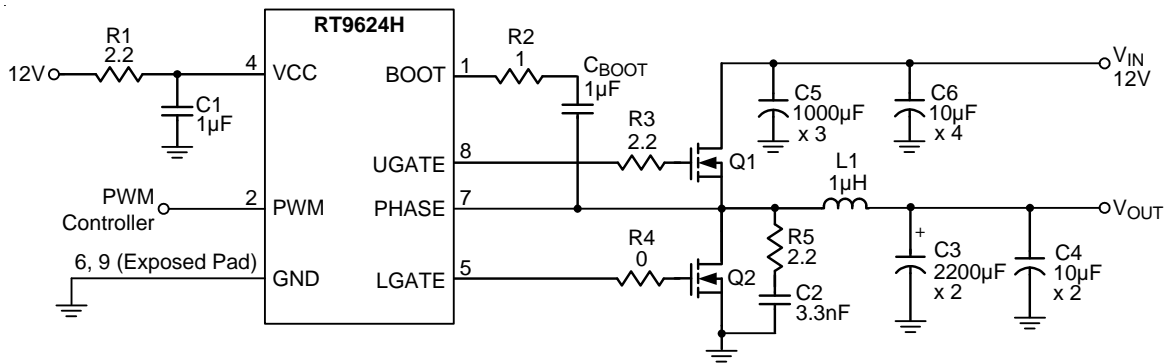 RT9624H
R1
2.2
12V
4
VCC
C1
1µF
BOOT
1
R2
1
CBOOT
1µF
R3
2.2
UGATE
8
Q1
C5
1000µF
x 3
C6
10µF
x 4
VIN
12V
L1
1µH
PWM
Controller
2
PWM
PHASE
7
VOUT
6, 9 (Exposed Pad)
GND
LGATE
5
R4
0
Q2
R5
2.2
C2
3.3nF
+
C3
2200µF
x 2
C4
10µF
x 2